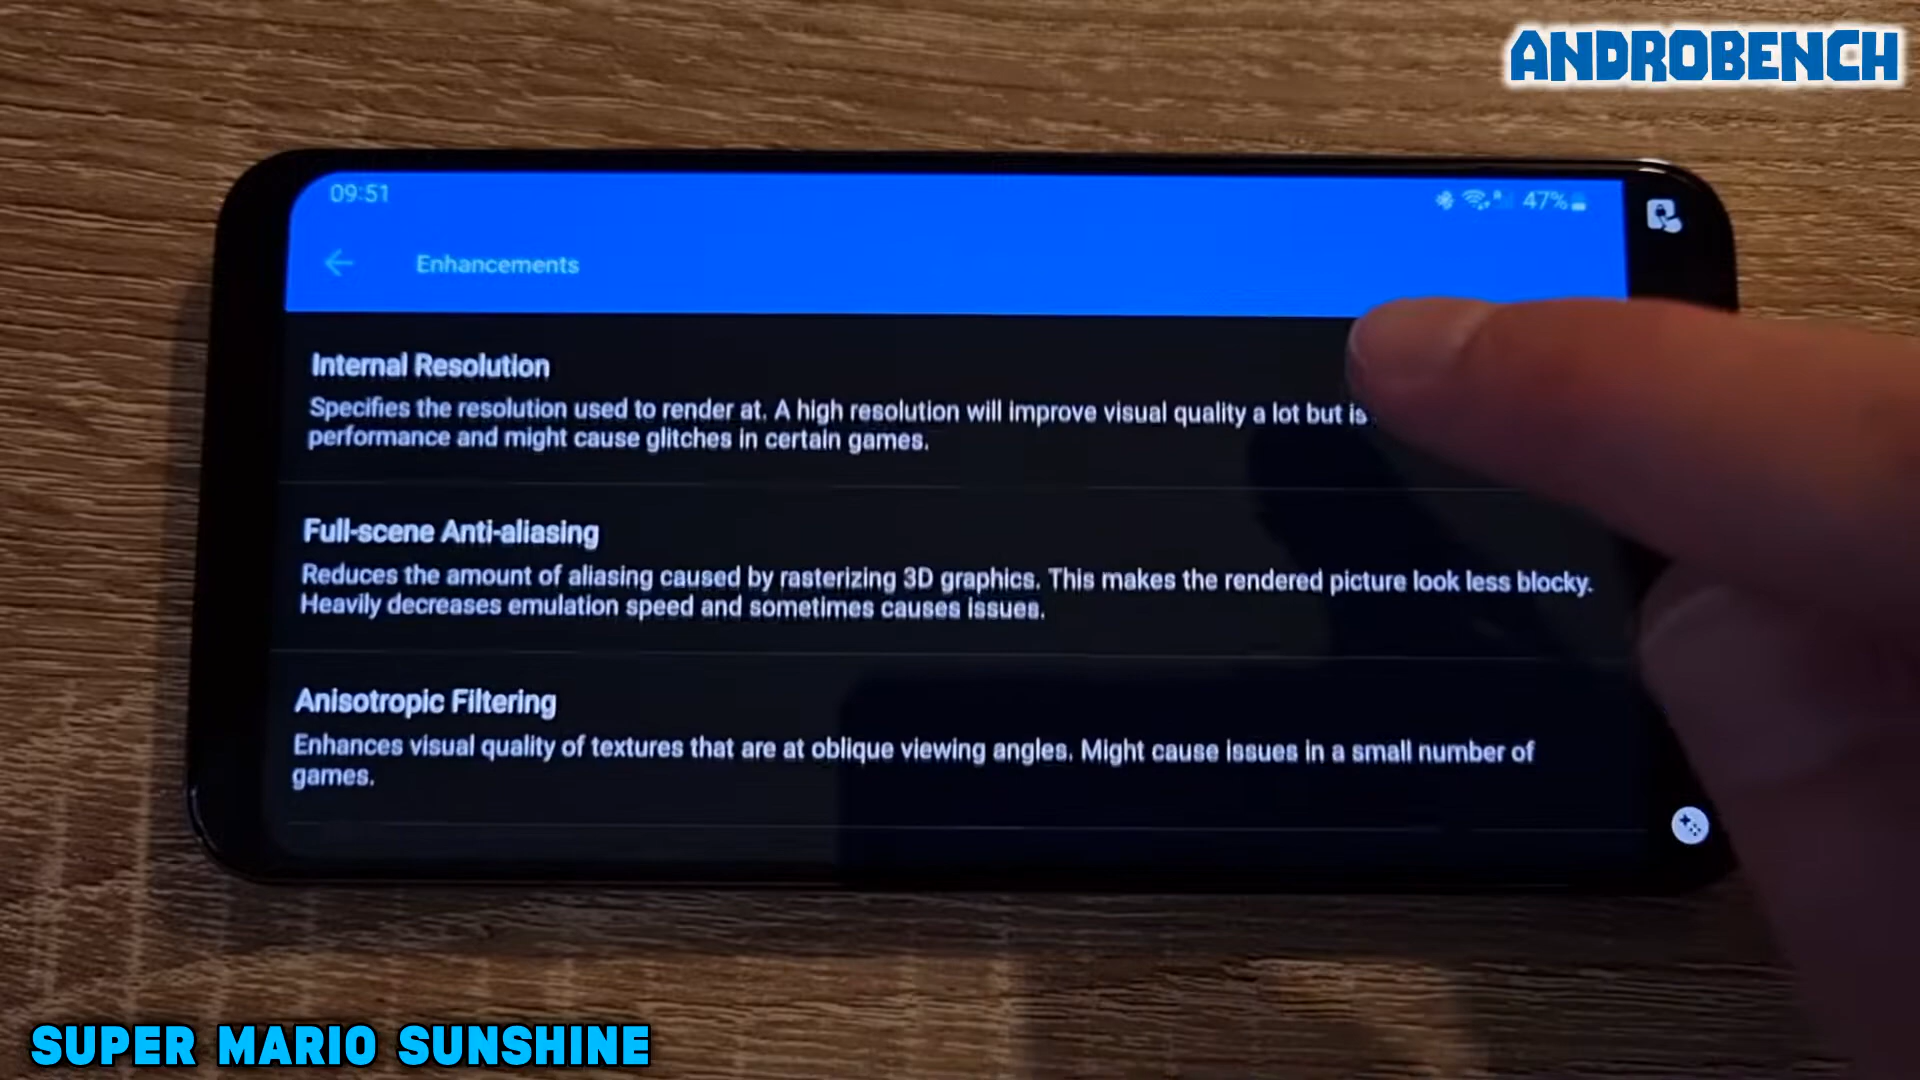 ANDROBENCH
09:51
47%
Enhancements
Internal Resolution
Specifies the resolution used to render at. A high resolution will improve visual quality a lot but is
performance and might cause glitches in certain games.
Full-scene Anti-aliasing
Reduces the amount of aliasing caused by rasterizing 3D graphics. This makes the rendered picture look less blocky.
Heavily decreases emulation speed and sometimes causes issues.
Anisotropic Filtering
Enhances visual quality of textures that are at oblique viewing angles. Might cause issues in a small number of
games.
SUPER MARIO SUNSHINE